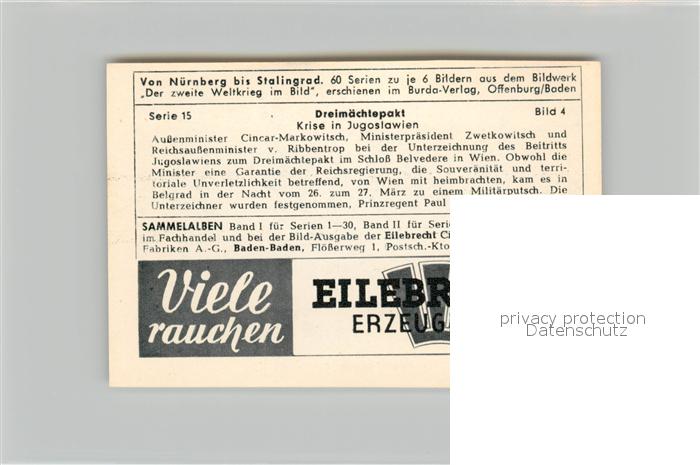 Von Nürnberg bis Stalingrad. 60 Serien zu je 6 Bildern aus dem Bildwerk
„Der zweite Weltkrieg im Bild", erschienen im Burda-Verlag, Offenburg/Baden
Serie 15 Dreimächtepakt Bild 4
Krise in Jugoslawien
Außenminister Cincar-Markowitsch, Ministerpräsident Zwetkowitsch und
Reichsaußenminister v. Ribbentrop bei der Unterzeichnung des Beitritts
Jugoslawiens zum Dreimächtepakt im Schloß Belvedere in Wien. Obwohl die
Minister eine Garantie der Reichsregierung, die Souveränität und terri-
toriale Unverletzlichkeit betreffend, von Wien mit heimbrachten, kam es in
Belgrad in der Nacht vom 26. zum 27. März zu einem Militärputsch. Die
Unterzeichner wurden festgenommen, Prinzregent Paul
SAMMELALBEN Band I für Serien 1—30, Band II für Seri
im Fachhandel und bei der Bild-Ausgabe der Eilebrecht Ci
Fabriken A.-G., Baden-Baden, Flößerweg 1, Postsch.-Kto
Viele
rauchen
EILEBR
ERZEUG
privacy protection
Datenschutz